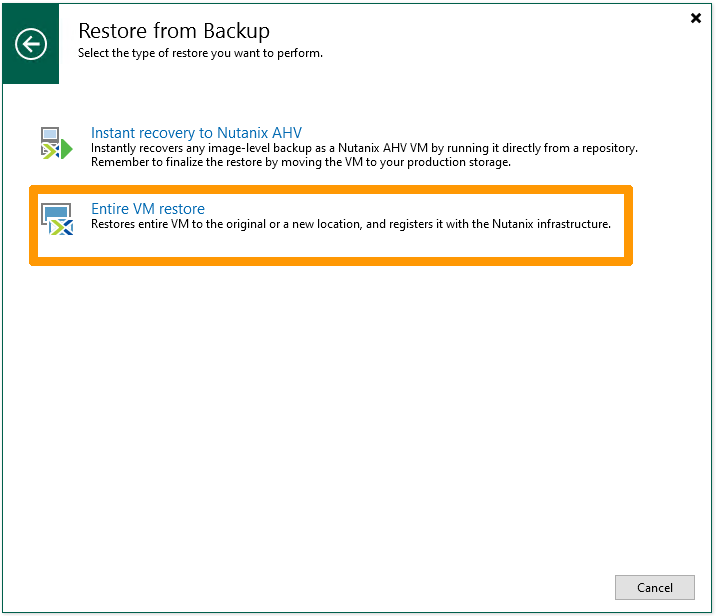 Restore from Backup
Select the type of restore you want to perform.
Instant recovery to Nutanix AHV
Instantly recovers any image-level backup as a Nutanix AHV VM by running it directly from a repository.
Remember to finalize the restore by moving the VM to your production storage.
Entire VM restore
Restores entire VM to the original or a new location, and registers it with the Nutanix infrastructure.
Cancel